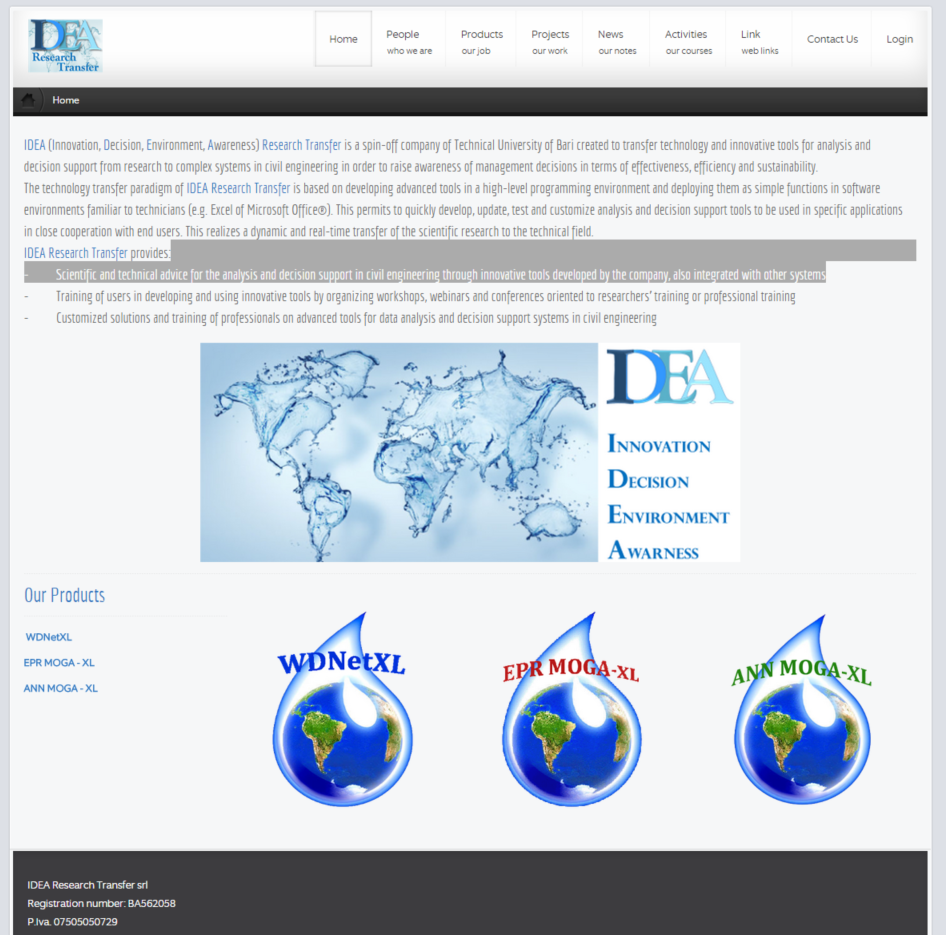 IDEA
Research
Transfer
Home
People
who we are
Products
our job
Projects
our work
News
our notes
Activities
our courses
Link
web links
Contact Us
Login
Home
IDEA (Innovation, Decision, Environment, Awareness) Research Transfer is a spin-off company of Technical University of Bari created to transfer technology and innovative tools for analysis and
decision support from research to complex systems in civil engineering in order to raise awareness of management decisions in terms of effectiveness, efficiency and sustainability.
The technology transfer paradigm of IDEA Research Transfer is based on developing advanced tools in a high-level programming environment and deploying them as simple functions in software
environments familiar to technicians (e.g. Excel of Microsoft Office®). This permits to quickly develop, update, test and customize analysis and decision support tools to be used in specific applications
in close cooperation with end users. This realizes a dynamic and real-time transfer of the scientific research to the technical field.
IDEA Research Transfer provides:
- Scientific and technical advice for the analysis and decision support in civil engineering through innovative tools developed by the company, also integrated with other systems
- Training of users in developing and using innovative tools by organizing workshops, webinars and conferences oriented to researchers' training or professional training
- Customized solutions and training of professionals on advanced tools for data analysis and decision support systems in civil engineering
IDEA
INNOVATION
DECISION
ENVIRONMENT
AWARNESS
Our Products
WDNetXL
EPR MOGA - XL
ANN MOGA - XL
WDNetXL
EPR MOGA-XL
ANN MOGA-XL
IDEA Research Transfer srl
Registration number: BA562058
P.Iva. 07505050729